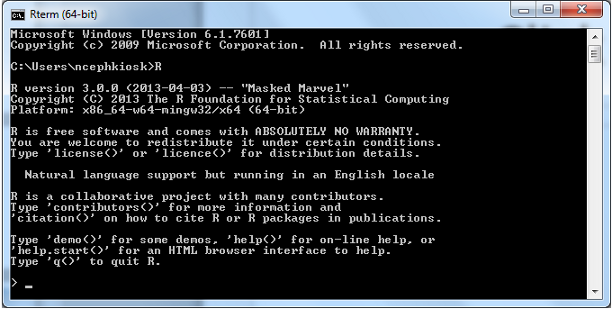 Rterm (64-bit)
Microsoft Windows [Version 6.1.7601]
Copyright (c) 2009 Microsoft Corporation.  All rights reserved.
C:\Users\ncephkiosk>R
R version 3.0.0 (2013-04-03) -- "Masked Marvel"
Copyright (C) 2013 The R Foundation for Statistical Computing
Platform: x86_64-w64-mingw32/x64 (64-bit)
R is free software and comes with ABSOLUTELY NO WARRANTY.
You are welcome to redistribute it under certain conditions.
Type 'license()' or 'licence()' for distribution details.
  Natural language support but running in an English locale
R is a collaborative project with many contributors.
Type 'contributors()' for more information and
'citation()' on how to cite R or R packages in publications.
Type 'demo()' for some demos, 'help()' for on-line help, or
'help.start()' for an HTML browser interface to help.
Type 'q()' to quit R.
> _